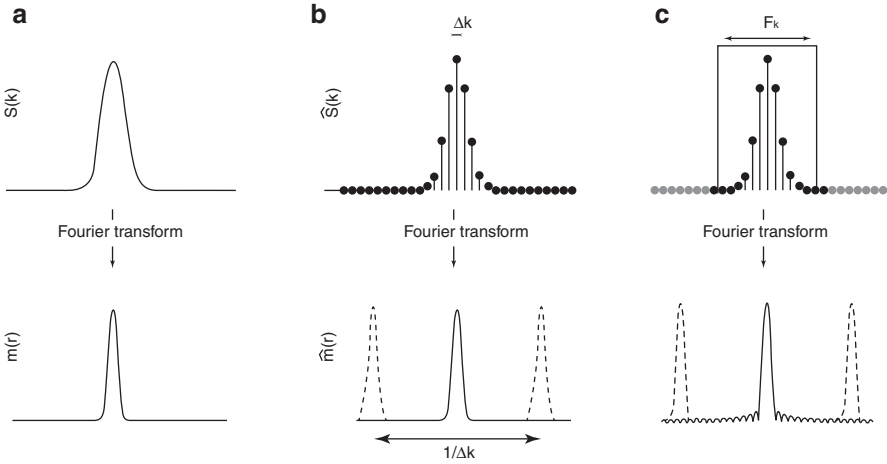 a
b
c
S(k)
Δk
Ŝ(k)
Fk
Fourier transform
Fourier transform
Fourier transform
m(r)
m̂(r)
1/Δk